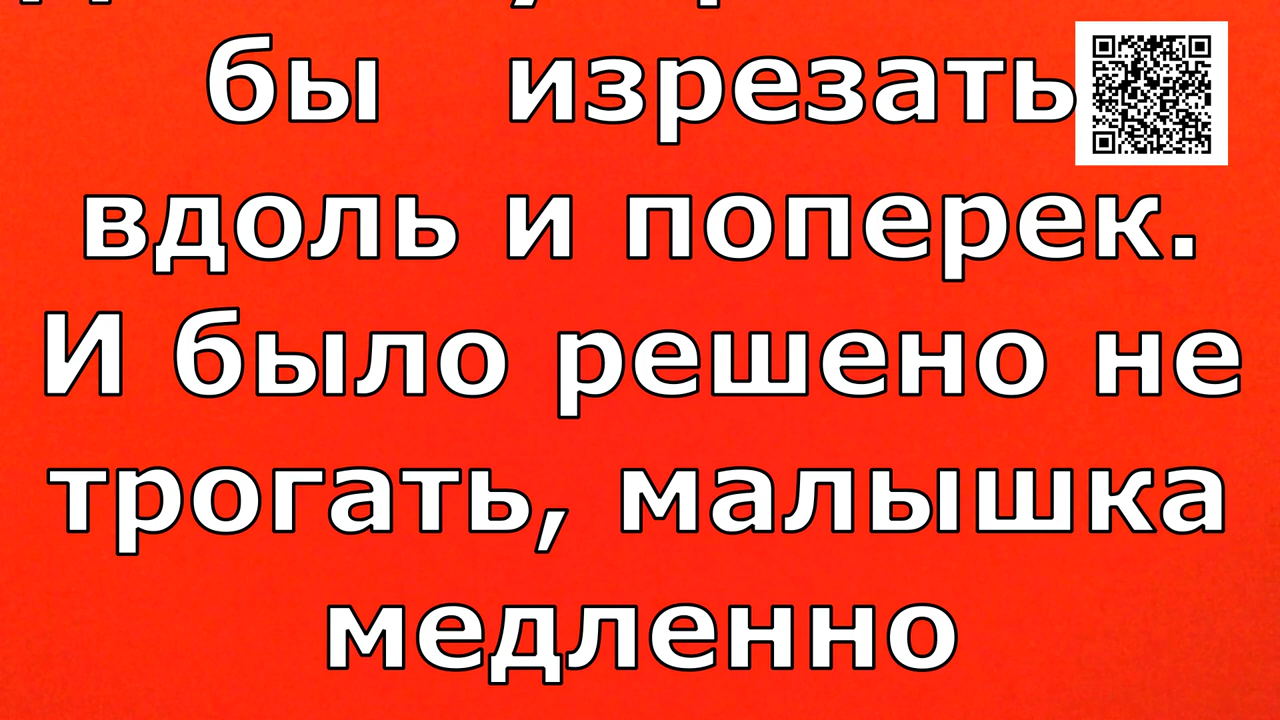 бы изрезать
вдоль и поперек.
И было решено не
трогать, малышка
медленно